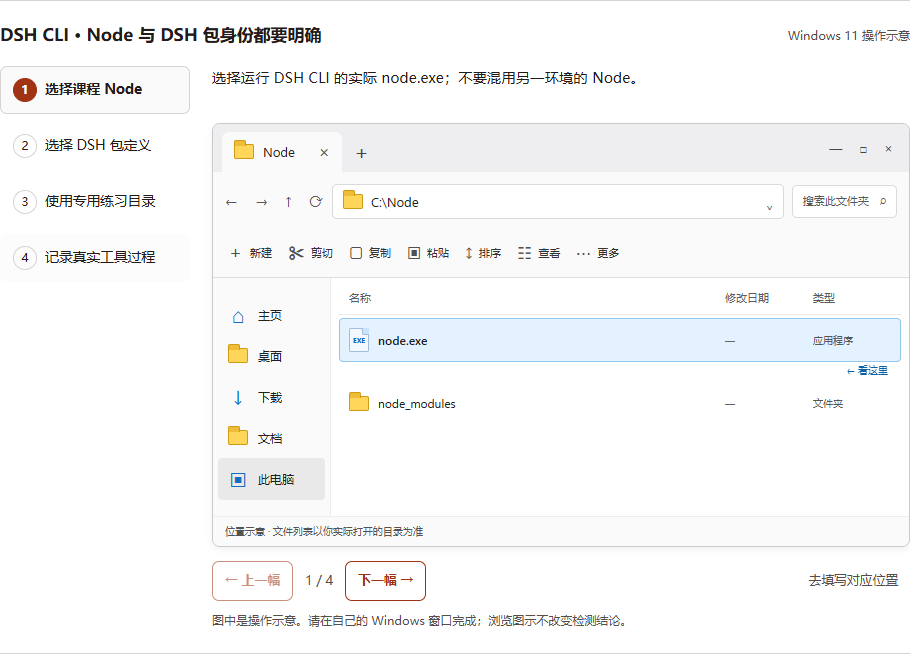 DSH CLI • Node 与 DSH 包身份都要明确
Windows 11 操作示意
1 选择课程 Node
2 选择 DSH 包定义
3 使用专用练习目录
4 记录真实工具过程
选择运行 DSH CLI 的实际 node.exe；不要混用另一环境的 Node。
Node
C:\Node
搜索此文件夹
新建 剪切 复制 粘贴 排序 查看 更多
主页
桌面
下载
文档
此电脑
名称 修改日期 类型
EXE node.exe — 应用程序
← 看这里
node_modules — 文件夹
位置示意 · 文件列表以你实际打开的目录为准
← 上一幅 1 / 4 下一幅 →
去填写对应位置
图中是操作示意。请在自己的 Windows 窗口完成；浏览图示不改变检测结论。